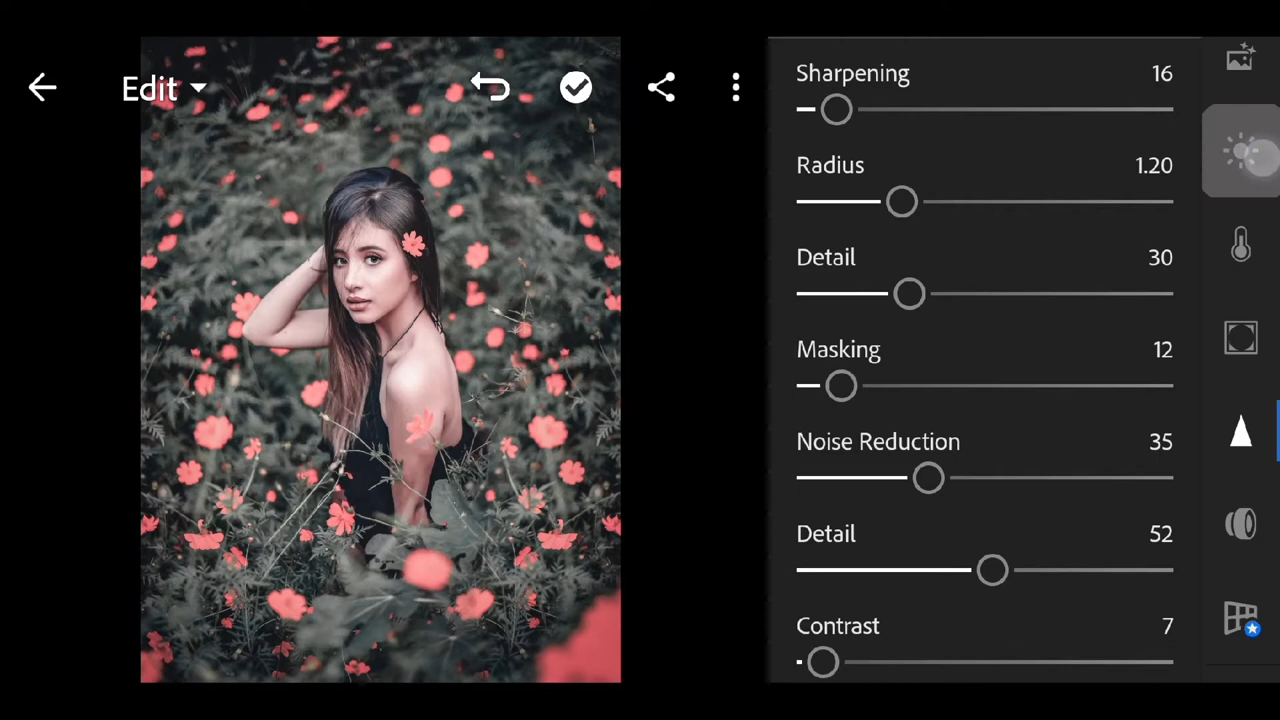 Edit
Sharpening 16
Radius 1.20
Detail 30
Masking 12
Noise Reduction 35
Detail 52
Contrast 7